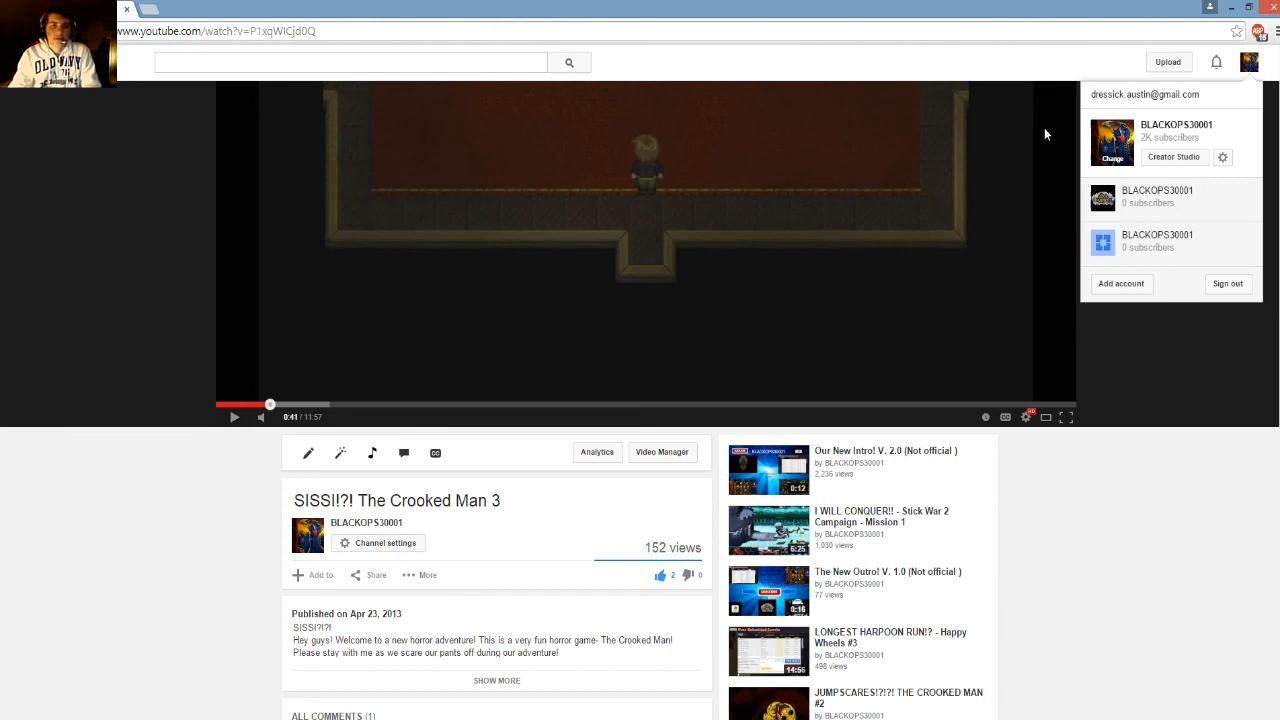 www.youtube.com/watch?v=P1xqWICjd0Q
ABP
15
OLD NAVY
Upload
dressick.austin@gmail.com
BLACKOPS30001
2K subscribers
Change
Creator Studio
BLACKOPS30001
0 subscribers
BLACKOPS30001
0 subscribers
Add account
Sign out
0:41 / 11:57
CC
HD
CC
Analytics
Video Manager
SISSI!?! The Crooked Man 3
BLACKOPS30001
Channel settings
152 views
Add to
Share
More
2
0
Published on Apr 23, 2013
SISSI?!?!
Hey guys! Welcome to a new horror adventure! This is a very fun horror game- The Crooked Man!
Please stay with me as we scare our pants off during our adventure!
SHOW MORE
ALL COMMENTS (1)
0:12
Our New Intro! V. 2.0 (Not official )
by BLACKOPS30001
2,236 views
6:25
I WILL CONQUER!! - Stick War 2
Campaign - Mission 1
by BLACKOPS30001
1,030 views
0:16
The New Outro! V. 1.0 (Not official )
by BLACKOPS30001
77 views
14:56
LONGEST HARPOON RUN!? - Happy
Wheels #3
by BLACKOPS30001
498 views
JUMPSCARES!?!?! THE CROOKED MAN
#2
by BLACKOPS30001